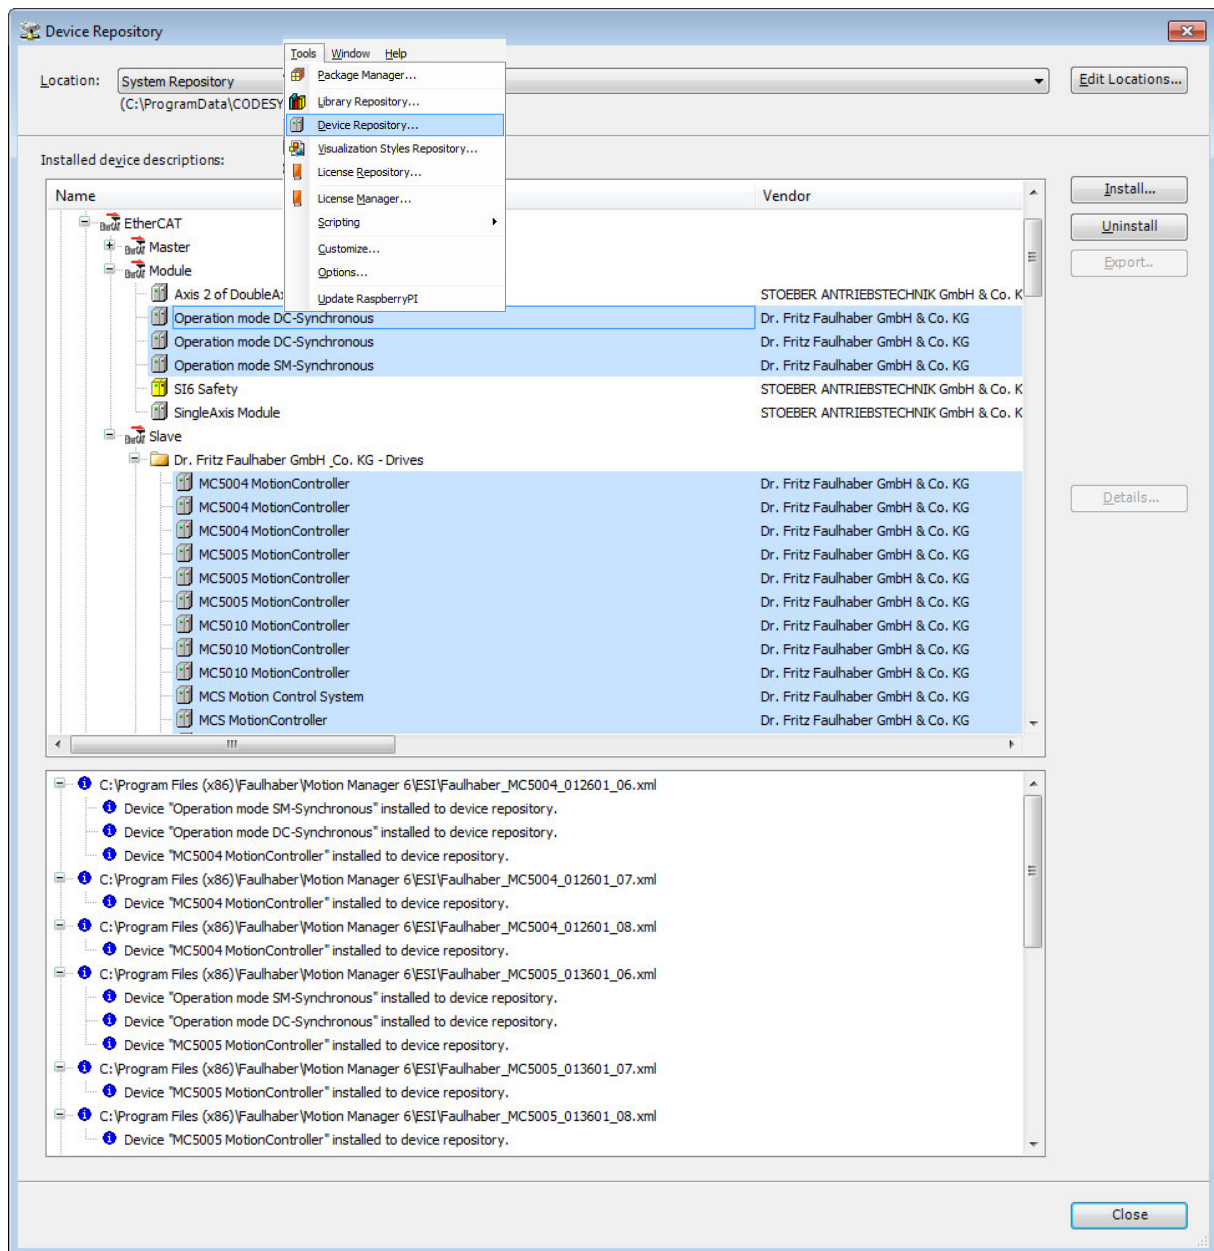 Device Repository
Tools Window Help
Location: System Repository
Edit Locations...
(C:\ProgramData\CODESY
Package Manager...
Library Repository...
Device Repository...
Visualization Styles Repository...
License Repository...
License Manager...
Scripting
Customize...
Options...
Update RaspberryPI
Installed device descriptions:
Name Vendor
Install...
Uninstall
Export..
Details...
EtherCAT
Master
Module
Axis 2 of DoubleA STOEBER ANTRIEBSTECHNIK GmbH & Co. K
Operation mode DC-Synchronous Dr. Fritz Faulhaber GmbH & Co. KG
Operation mode DC-Synchronous Dr. Fritz Faulhaber GmbH & Co. KG
Operation mode SM-Synchronous Dr. Fritz Faulhaber GmbH & Co. KG
SI6 Safety STOEBER ANTRIEBSTECHNIK GmbH & Co. K
SingleAxis Module STOEBER ANTRIEBSTECHNIK GmbH & Co. K
Slave
Dr. Fritz Faulhaber GmbH _Co. KG - Drives
MC5004 MotionController Dr. Fritz Faulhaber GmbH & Co. KG
MC5004 MotionController Dr. Fritz Faulhaber GmbH & Co. KG
MC5004 MotionController Dr. Fritz Faulhaber GmbH & Co. KG
MC5005 MotionController Dr. Fritz Faulhaber GmbH & Co. KG
MC5005 MotionController Dr. Fritz Faulhaber GmbH & Co. KG
MC5005 MotionController Dr. Fritz Faulhaber GmbH & Co. KG
MC5010 MotionController Dr. Fritz Faulhaber GmbH & Co. KG
MC5010 MotionController Dr. Fritz Faulhaber GmbH & Co. KG
MC5010 MotionController Dr. Fritz Faulhaber GmbH & Co. KG
MCS Motion Control System Dr. Fritz Faulhaber GmbH & Co. KG
MCS MotionController Dr. Fritz Faulhaber GmbH & Co. KG
C:\Program Files (x86)\Faulhaber\Motion Manager 6\ESI\Faulhaber_MC5004_012601_06.xml
Device "Operation mode SM-Synchronous" installed to device repository.
Device "Operation mode DC-Synchronous" installed to device repository.
Device "MC5004 MotionController" installed to device repository.
C:\Program Files (x86)\Faulhaber\Motion Manager 6\ESI\Faulhaber_MC5004_012601_07.xml
Device "MC5004 MotionController" installed to device repository.
C:\Program Files (x86)\Faulhaber\Motion Manager 6\ESI\Faulhaber_MC5004_012601_08.xml
Device "MC5004 MotionController" installed to device repository.
C:\Program Files (x86)\Faulhaber\Motion Manager 6\ESI\Faulhaber_MC5005_013601_06.xml
Device "Operation mode SM-Synchronous" installed to device repository.
Device "Operation mode DC-Synchronous" installed to device repository.
Device "MC5005 MotionController" installed to device repository.
C:\Program Files (x86)\Faulhaber\Motion Manager 6\ESI\Faulhaber_MC5005_013601_07.xml
Device "MC5005 MotionController" installed to device repository.
C:\Program Files (x86)\Faulhaber\Motion Manager 6\ESI\Faulhaber_MC5005_013601_08.xml
Device "MC5005 MotionController" installed to device repository.
Close